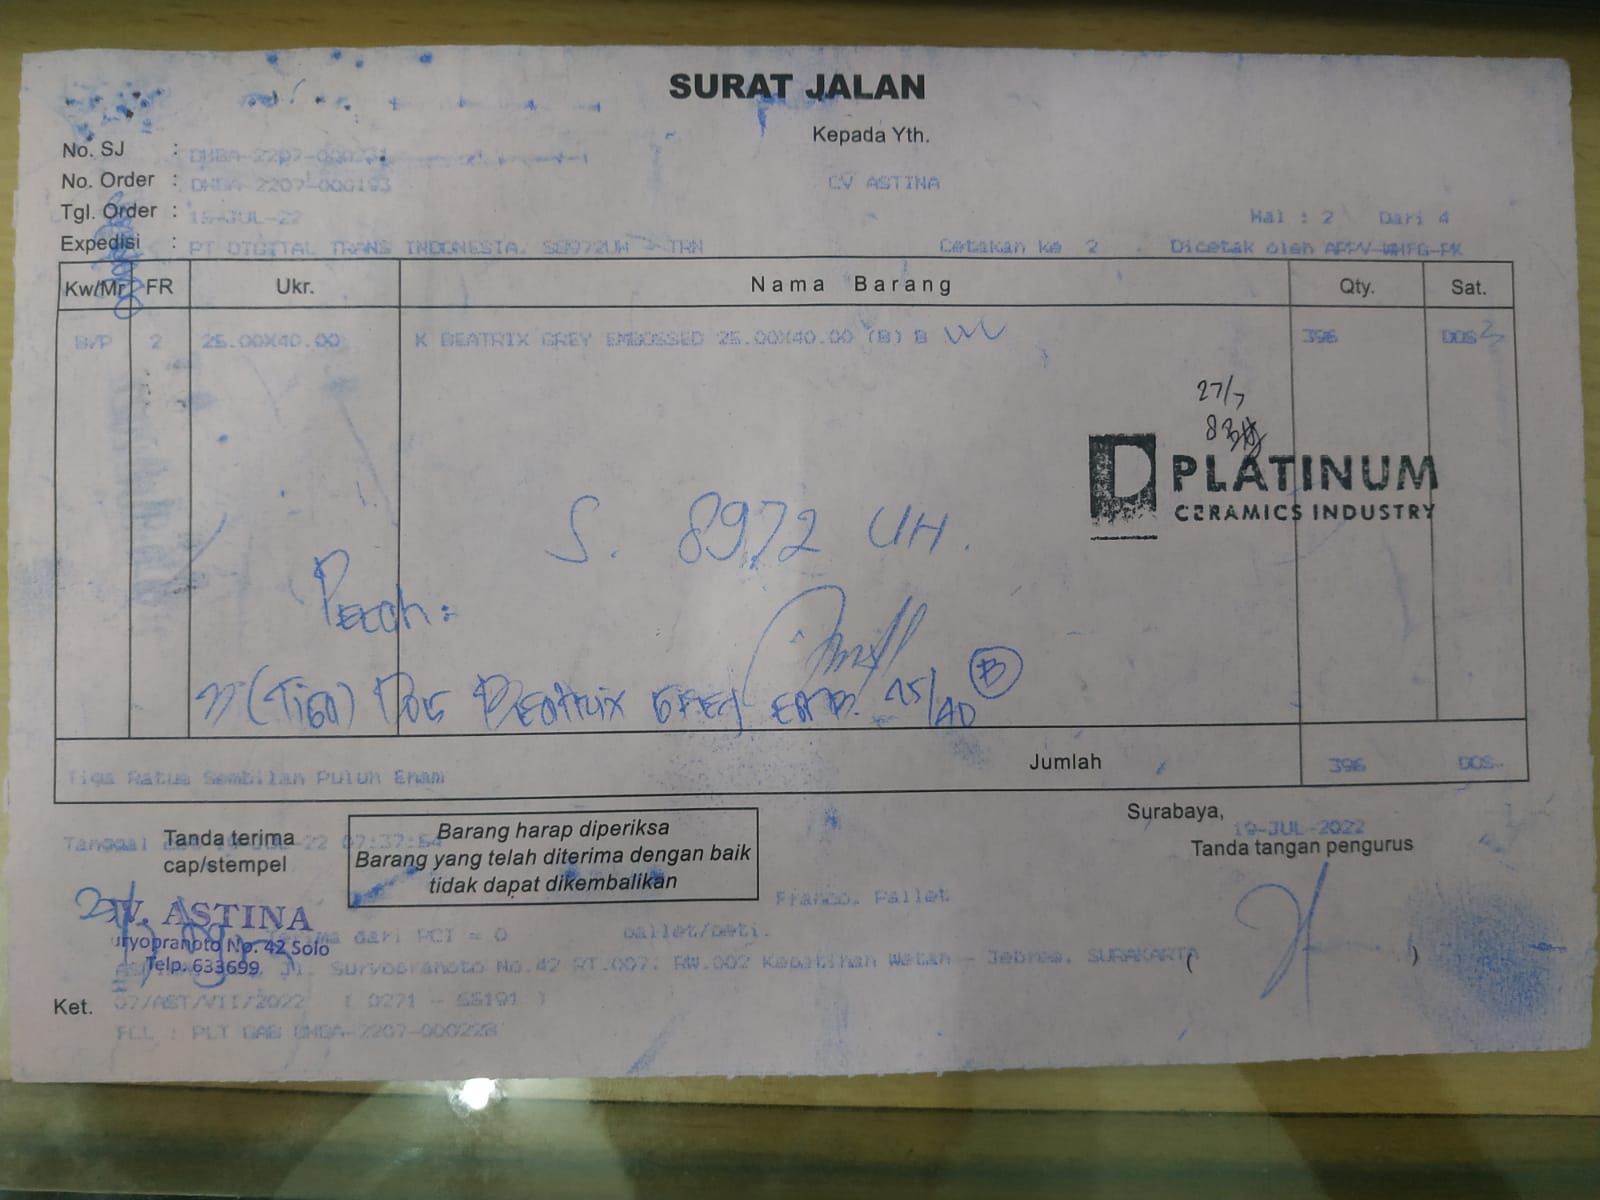 SURAT JALAN
Kepada Yth.
No. SJ : DHBA-2207-000231
No. Order : DHBA-2207-000193
CV ASTINA
Tgl. Order : 15-JUL-22
Hal : 2 Dari 4
Expedisi : PT DIGITAL TRANS INDONESIA. S8972UH - TRN
Cetakan ke 2 . Dicetak oleh APPV-WHFG-PK
Kw/Mr FR Ukr. Nama Barang Qty. Sat.
B/P 2 25.00X40.00 K BEATRIX GREY EMBOSSED 25.00X40.00 (B) B 396 DOS
27/7
PLATINUM
CERAMICS INDUSTRY
S. 8972 UH.
Pecah:
3 (Tiga) Dos Beatrix Grey Emb. 25/40 B
Jumlah 396 DOS.
Tiga Ratus Sembilan Puluh Enam
Surabaya, 19-JUL-2022
Tanda terima
cap/stempel
Tanggal 22 07:37:54
Barang harap diperiksa
Barang yang telah diterima dengan baik
tidak dapat dikembalikan
Tanda tangan pengurus
Franco. Pallet
ASTINA
uryopranoto No. 42 Solo
Telp. 633699
dari PCI = 0 pallet/peti.
Jl. Suryopranoto No.42 RT.007. RW.002 Kepatihan Wetan - Jebres. SURAKARTA
( )
Ket. 07/AST/VII/2022 ( 0271 - 55191 )
FCL : PLT GAB DHBA-2207-000228